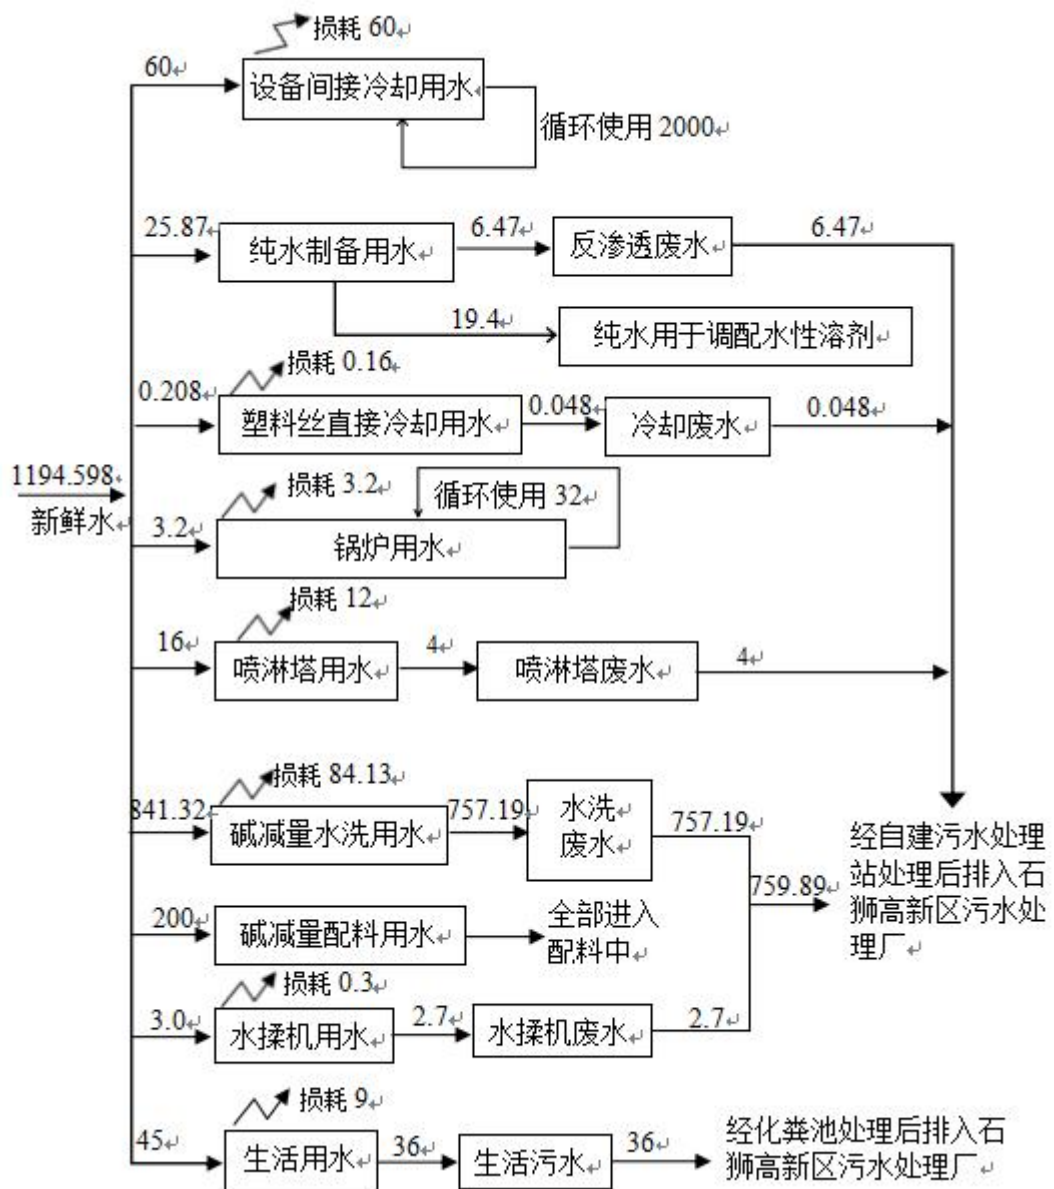 损耗 60
60
设备间接冷却用水
循环使用 2000
25.87
纯水制备用水
6.47
反渗透废水
6.47
19.4
纯水用于调配水性溶剂
损耗 0.16
0.208
塑料丝直接冷却用水
0.048
冷却废水
0.048
1194.598
新鲜水
损耗 3.2
循环使用 32
3.2
锅炉用水
损耗 12
16
喷淋塔用水
4
喷淋塔废水
4
损耗 84.13
841.32
碱减量水洗用水
757.19
水洗
废水
757.19
759.89
经自建污水处理
站处理后排入石
狮高新区污水处
理厂
200
碱减量配料用水
全部进入
配料中
损耗 0.3
3.0
水揉机用水
2.7
水揉机废水
2.7
损耗 9
45
生活用水
36
生活污水
36
经化粪池处理后排入石
狮高新区污水处理厂